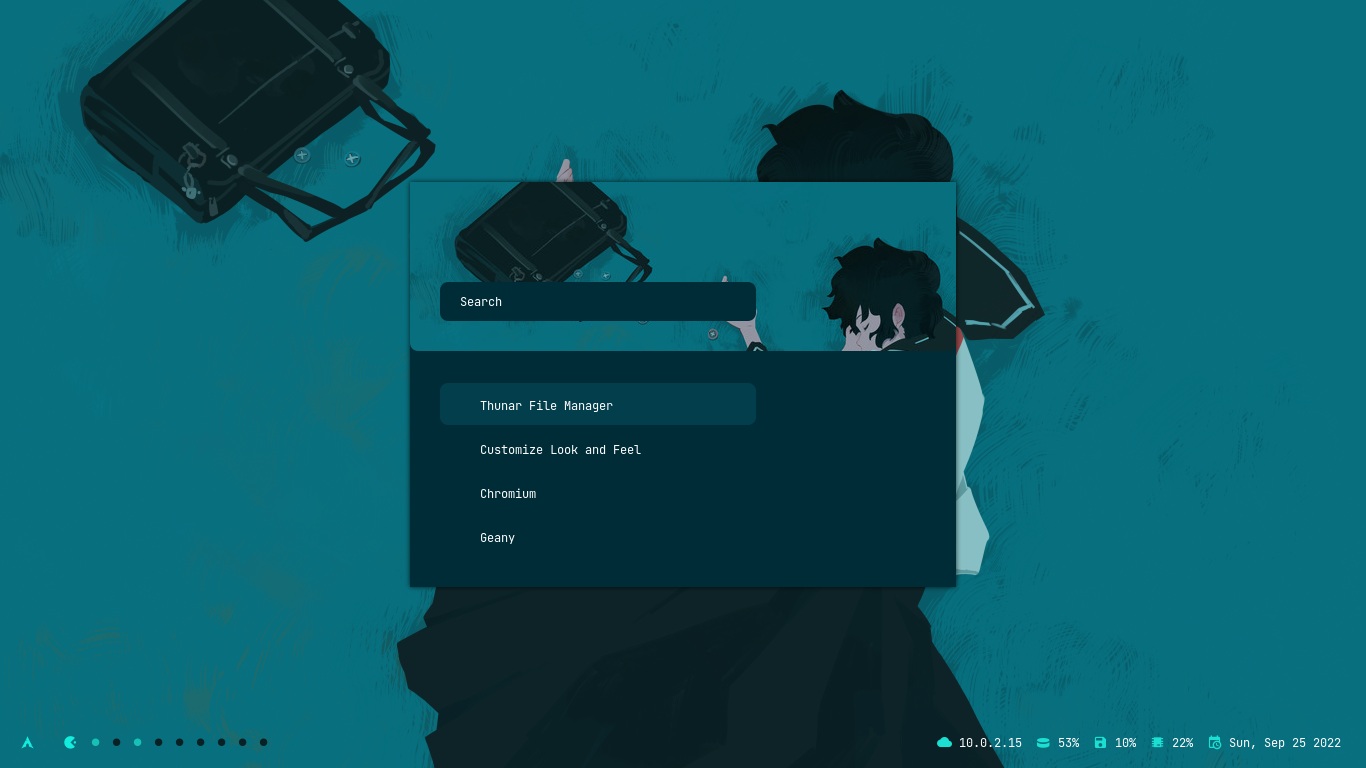 Search
Thunar File Manager
Customize Look and Feel
Chromium
Geany
10.0.2.15 53% 10% 22% Sun, Sep 25 2022